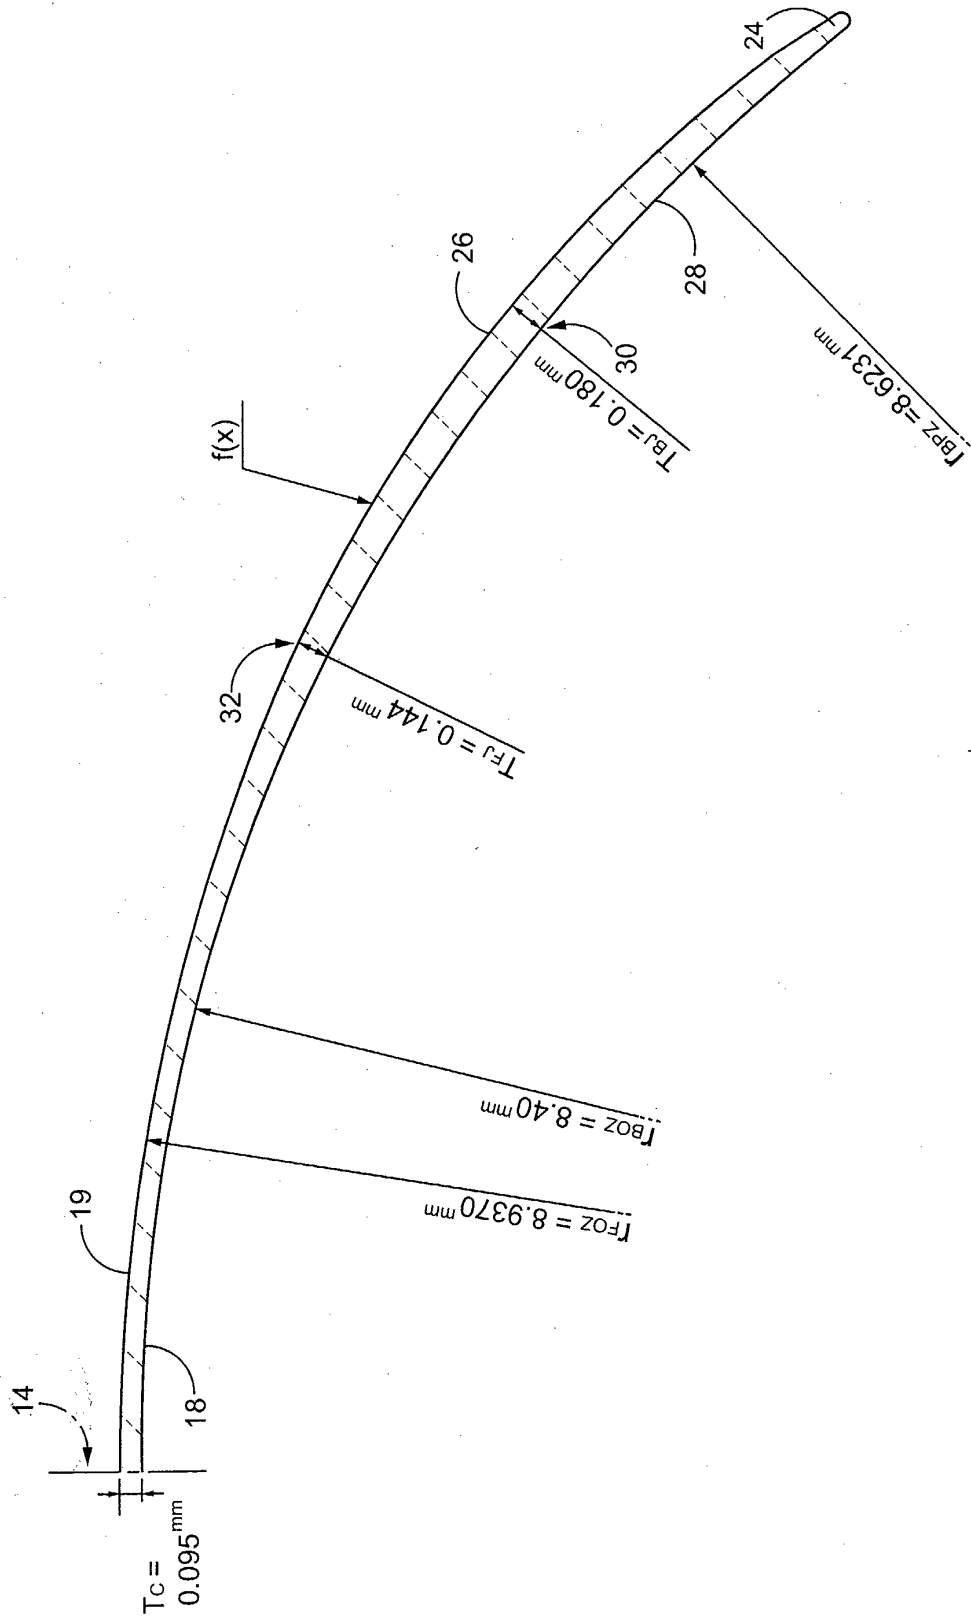 24
26
f(x)
28
30
T_BJ = 0.180 mm
r_BPZ = 8.6231 mm
32
T_FJ = 0.144 mm
r_BOZ = 8.40 mm
r_FOZ = 8.9370 mm
19
18
14
Tc =
0.095 mm